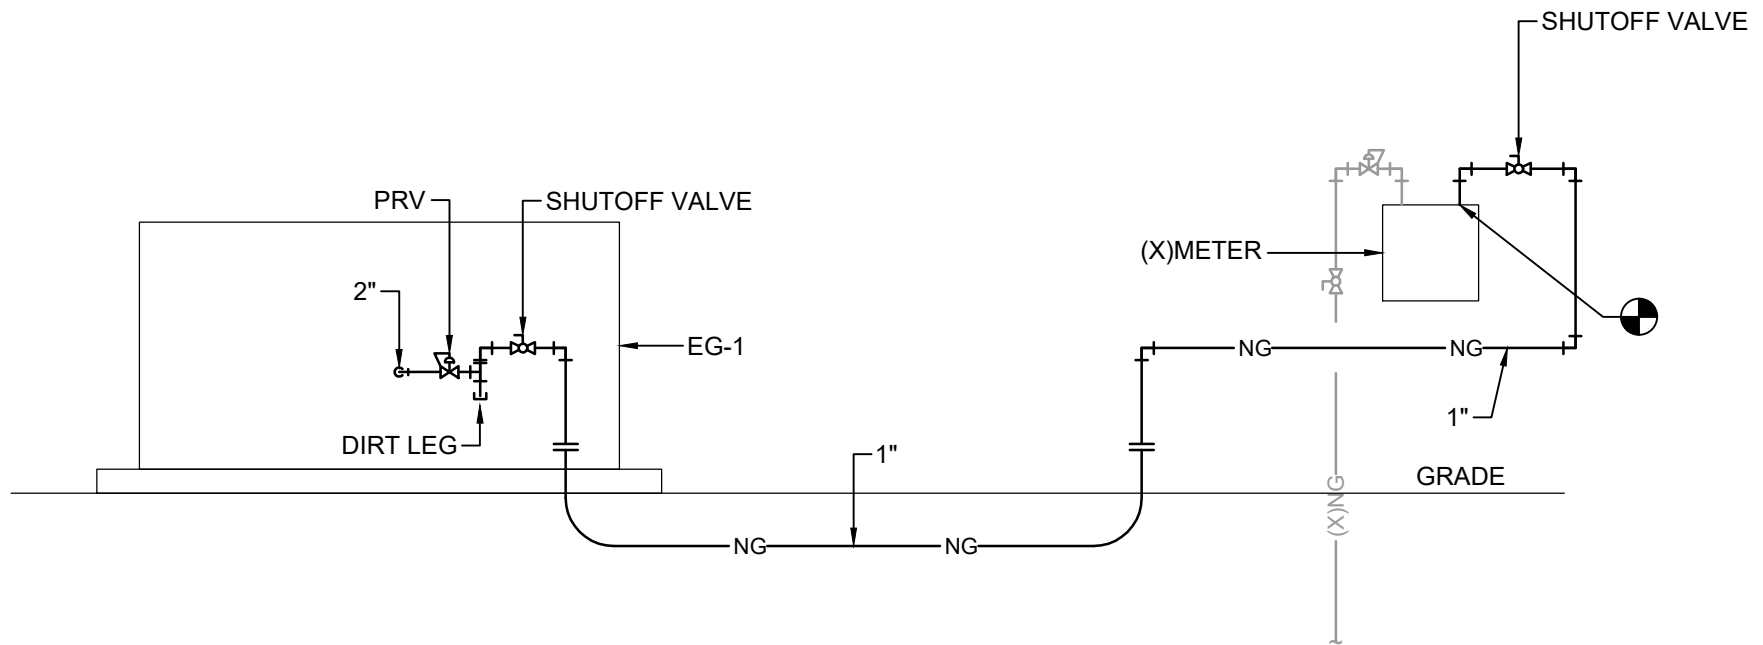 SHUTOFF VALVE
PRV
SHUTOFF VALVE
(X)METER
2"
EG-1
NG
NG
1"
DIRT LEG
1"
GRADE
(X)NG
NG
NG